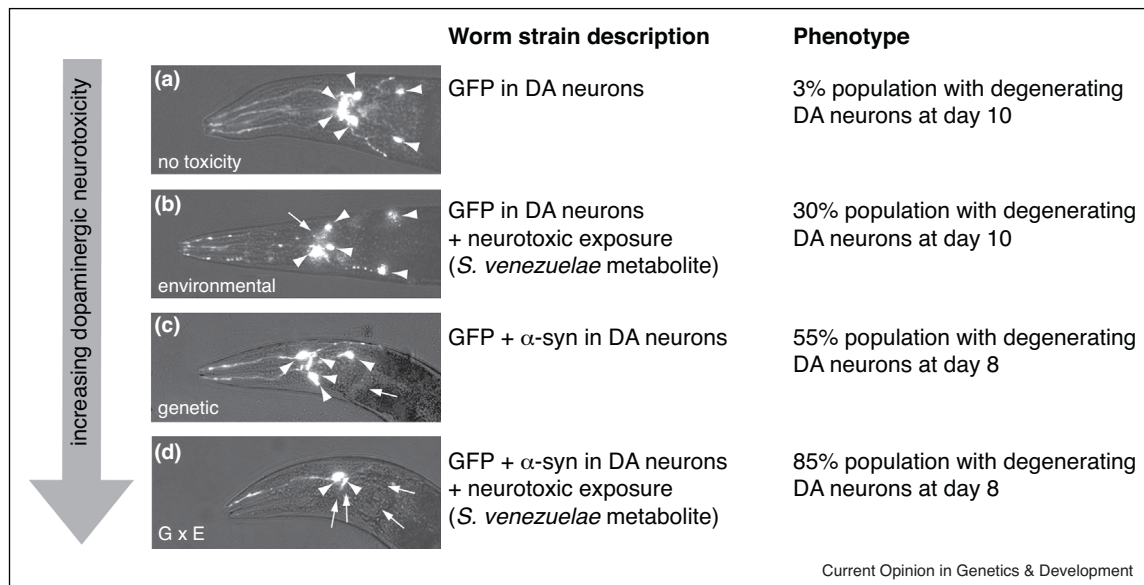 Worm strain description
Phenotype
increasing dopaminergic neurotoxicity
(a)
no toxicity
GFP in DA neurons
3% population with degenerating
DA neurons at day 10
(b)
environmental
GFP in DA neurons
+ neurotoxic exposure
(S. venezuelae metabolite)
30% population with degenerating
DA neurons at day 10
(c)
genetic
GFP + α-syn in DA neurons
55% population with degenerating
DA neurons at day 8
(d)
G x E
GFP + α-syn in DA neurons
+ neurotoxic exposure
(S. venezuelae metabolite)
85% population with degenerating
DA neurons at day 8
Current Opinion in Genetics & Development